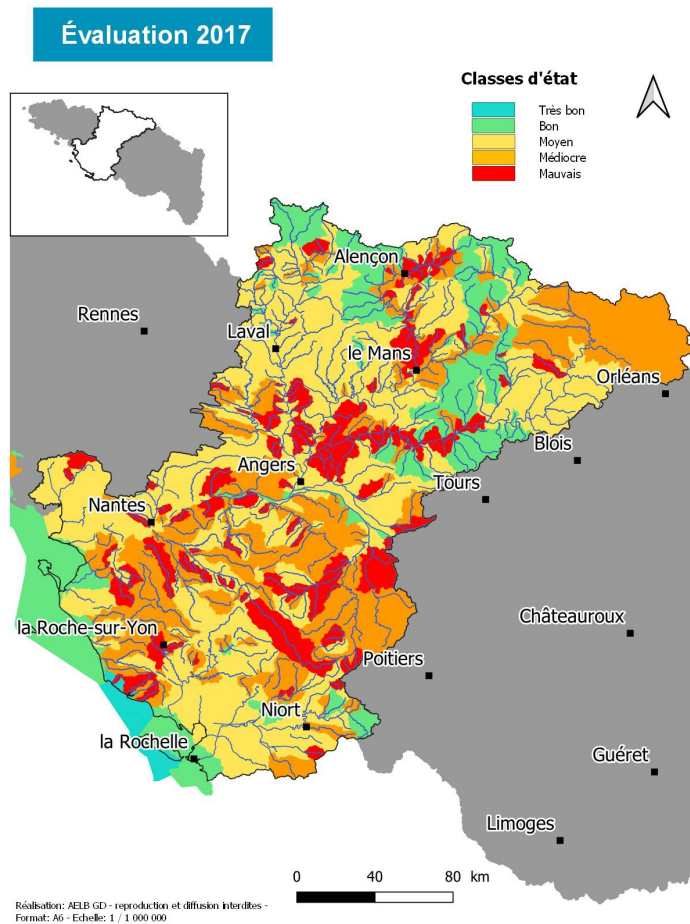 Évaluation 2017
Classes d'état
Très bon
Bon
Moyen
Médiocre
Mauvais
Alençon
Rennes
Laval
le Mans
Orléans
Blois
Angers
Tours
Nantes
Châteauroux
la Roche-sur-Yon
Poitiers
Niort
la Rochelle
Guéret
Limoges
0 40 80 km
Réalisation: AELB GD - reproduction et diffusion interdites -
Format: A6 - Echelle: 1 / 1 000 000